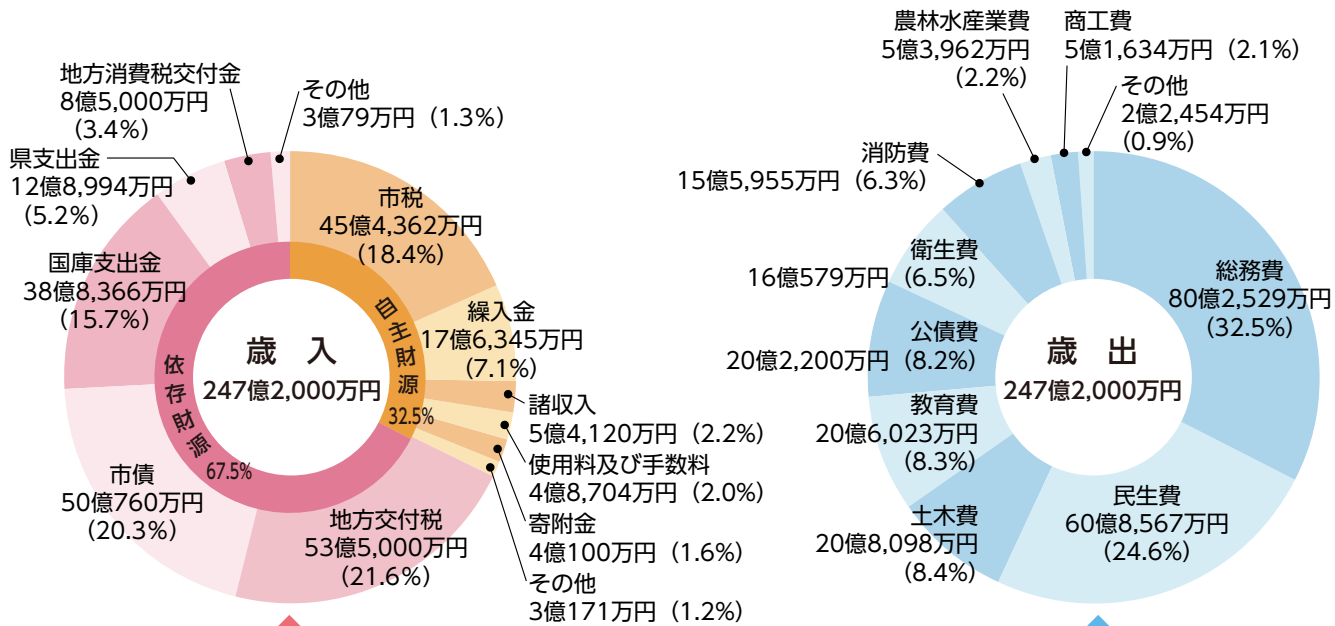 地方消費税交付金
8億5,000万円
(3.4%)
その他
3億79万円(1.3%)
県支出金
12億8,994万円
(5.2%)
国庫支出金
38億8,366万円
(15.7%)
市債
50億760万円
(20.3%)
地方交付税
53億5,000万円
(21.6%)
市税
45億4,362万円
(18.4%)
繰入金
17億6,345万円
(7.1%)
諸収入
5億4,120万円(2.2%)
使用料及び手数料
4億8,704万円(2.0%)
寄附金
4億100万円(1.6%)
その他
3億171万円(1.2%)
自主財源
32.5%
依存財源
67.5%
歳 入
247億2,000万円
農林水産業費
5億3,962万円
(2.2%)
商工費
5億1,634万円(2.1%)
その他
2億2,454万円
(0.9%)
消防費
15億5,955万円(6.3%)
衛生費
16億579万円(6.5%)
公債費
20億2,200万円(8.2%)
教育費
20億6,023万円
(8.3%)
土木費
20億8,098万円
(8.4%)
民生費
60億8,567万円
(24.6%)
総務費
80億2,529万円
(32.5%)
歳 出
247億2,000万円